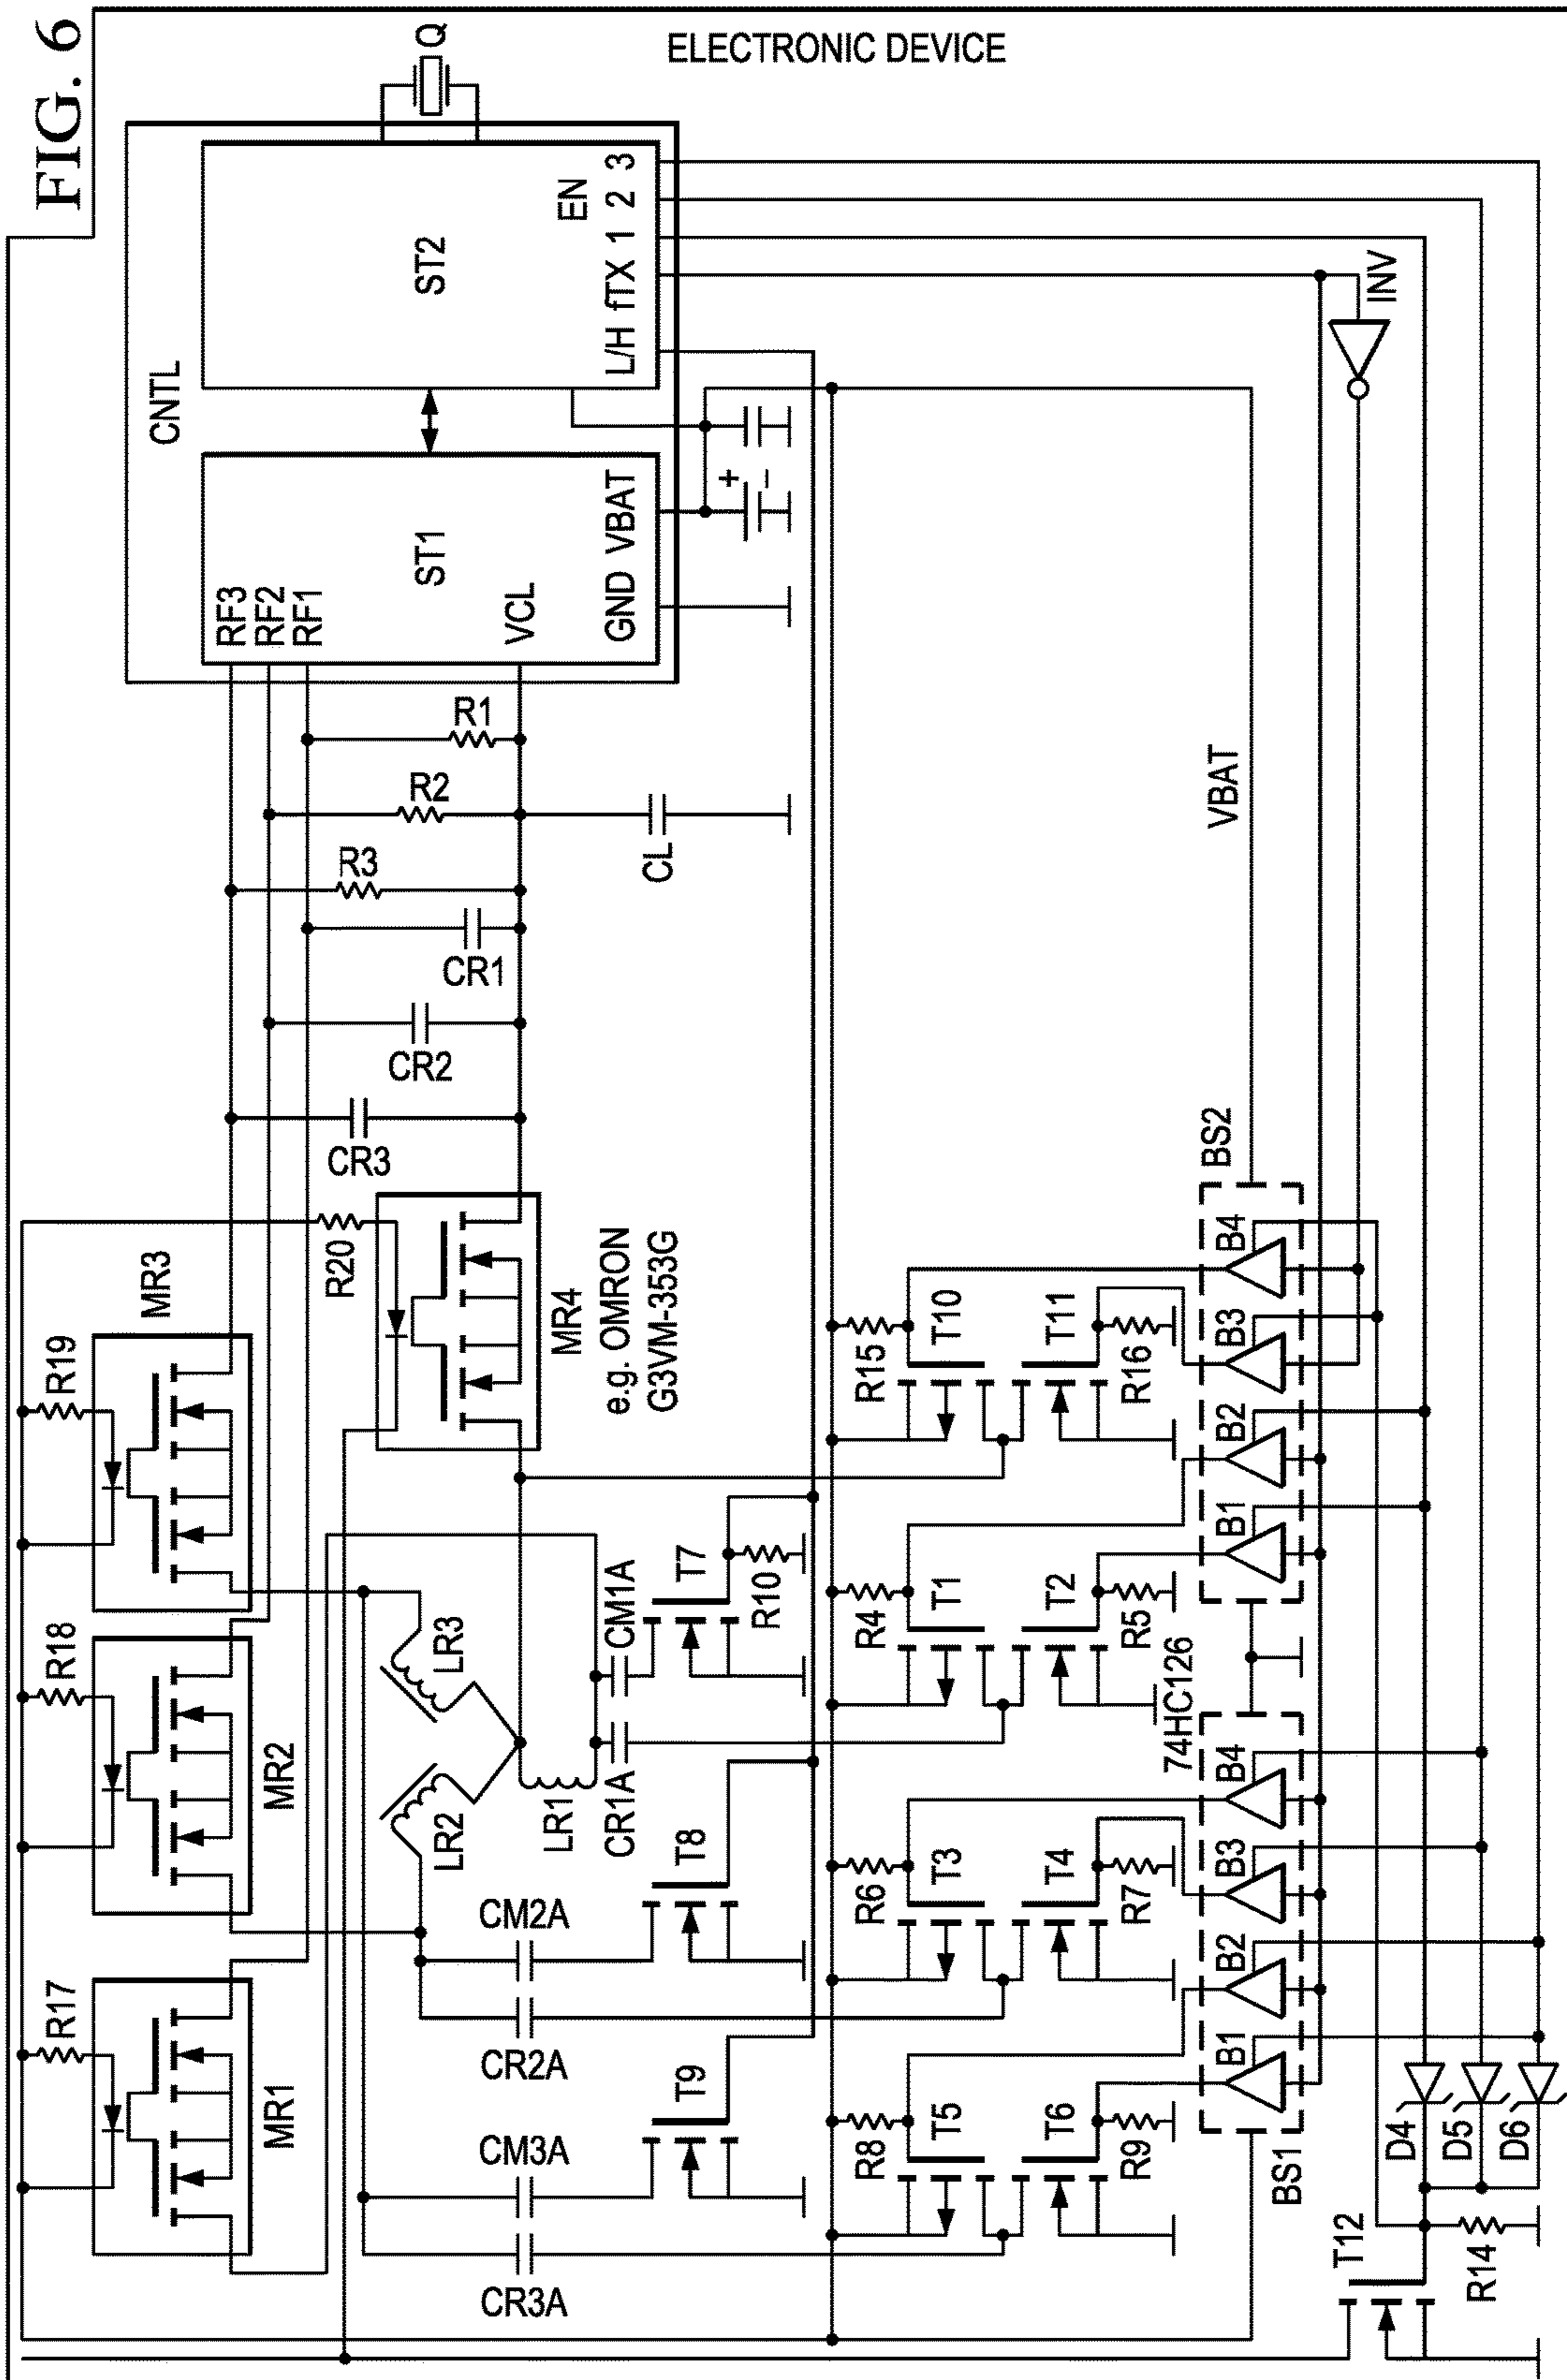 FIG. 6
ELECTRONIC DEVICE
Q
CNTL
ST2
EN
L/H fTX 1 2 3
ST1
RF3
RF2
RF1
VCL
GND VBAT
+
-
INV
R1
R2
R3
CL
CR1
CR2
CR3
VBAT
MR3
R19
R20
MR4
e.g. OMRON
G3VM-353G
MR2
R18
MR1
R17
LR3
LR2
LR1
CM1A
CR1A
T7
R10
CM2A
CR2A
T8
CM3A
CR3A
T9
R15
T10
T11
R16
R4
T1
T2
R5
R6
T3
T4
R7
R8
T5
T6
R9
BS2
B4
B3
B2
B1
74HC126
B4
B3
B2
B1
BS1
D4
D5
D6
T12
R14